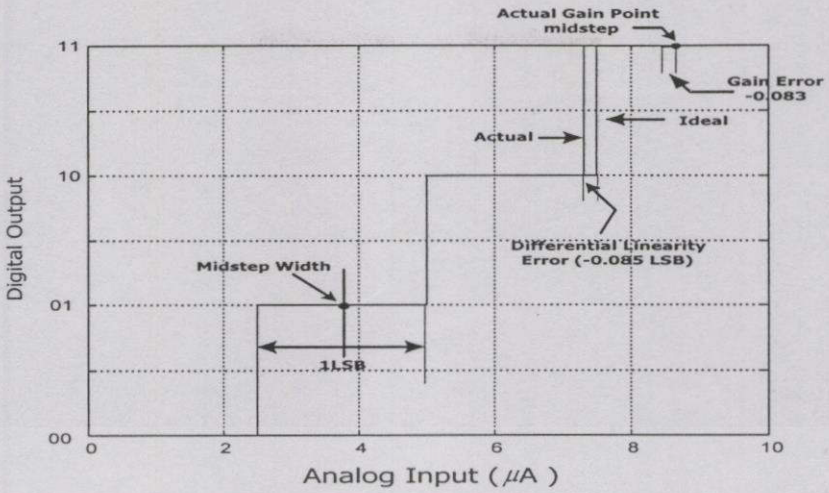 Actual Gain Point
midstep
11
Gain Error
-0.083
Ideal
Actual
10
Differential Linearity
Error (-0.085 LSB)
Midstep Width
01
1LSB
00
0
2
4
6
8
10
Digital Output
Analog Input (μA )